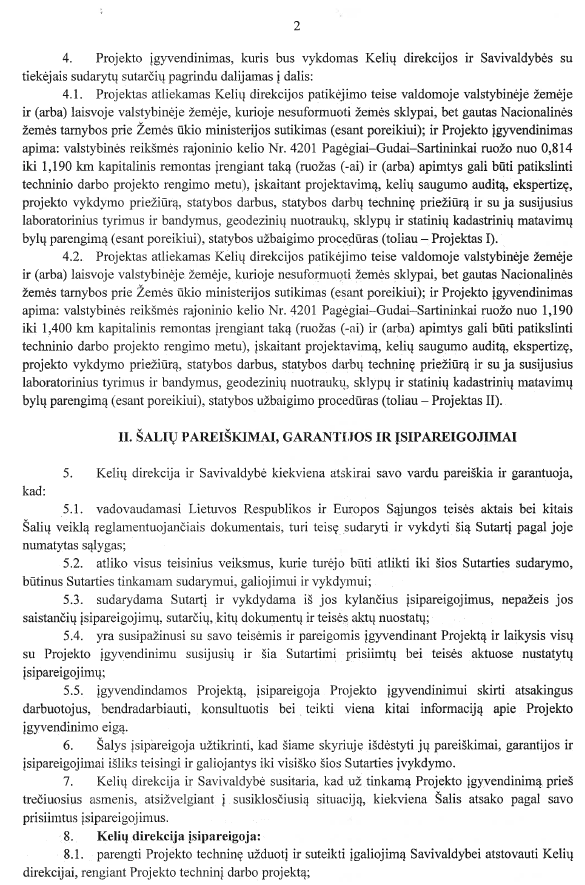 2
4. Projekto įgyvendinimas, kuris bus vykdomas Kelių direkcijos ir Savivaldybės su
tiekėjais sudarytų sutarčių pagrindu dalijamas į dalis:
4.1. Projektas atliekamas Kelių direkcijos patikėjimo teise valdomoje valstybinėje žemėje
ir (arba) laisvoje valstybinėje žemėje, kurioje nesuformuoti žemės sklypai, bet gautas Nacionalinės
žemės tarnybos prie Žemės ūkio ministerijos sutikimas (esant poreikiui); ir Projekto įgyvendinimas
apima: valstybinės reikšmės rajoninio kelio Nr. 4201 Pagėgiai–Gudai–Sartininkai ruožo nuo 0,814
iki 1,190 km kapitalinis remontas įrengiant taką (ruožas (-ai) ir (arba) apimtys gali būti patikslinti
techninio darbo projekto rengimo metu), įskaitant projektavimą, kelių saugumo auditą, ekspertizę,
projekto vykdymo priežiūrą, statybos darbus, statybos darbų techninę priežiūrą ir su ja susijusius
laboratorinius tyrimus ir bandymus, geodezinių nuotraukų, sklypų ir statinių kadastrinių matavimų
bylų parengimą (esant poreikiui), statybos užbaigimo procedūras (toliau – Projektas I).
4.2. Projektas atliekamas Kelių direkcijos patikėjimo teise valdomoje valstybinėje žemėje
ir (arba) laisvoje valstybinėje žemėje, kurioje nesuformuoti žemės sklypai, bet gautas Nacionalinės
žemės tarnybos prie Žemės ūkio ministerijos sutikimas (esant poreikiui); ir Projekto įgyvendinimas
apima: valstybinės reikšmės rajoninio kelio Nr. 4201 Pagėgiai–Gudai–Sartininkai ruožo nuo 1,190
iki 1,400 km kapitalinis remontas įrengiant taką (ruožas (-ai) ir (arba) apimtys gali būti patikslinti
techninio darbo projekto rengimo metu), įskaitant projektavimą, kelių saugumo auditą, ekspertizę,
projekto vykdymo priežiūrą, statybos darbus, statybos darbų techninę priežiūrą ir su ja susijusius
laboratorinius tyrimus ir bandymus, geodezinių nuotraukų, sklypų ir statinių kadastrinių matavimų
bylų parengimą (esant poreikiui), statybos užbaigimo procedūras (toliau – Projektas II).
II. ŠALIŲ PAREIŠKIMAI, GARANTIJOS IR ĮSIPAREIGOJIMAI
5. Kelių direkcija ir Savivaldybė kiekviena atskirai savo vardu pareiškia ir garantuoja,
kad:
5.1. vadovaudamasi Lietuvos Respublikos ir Europos Sąjungos teisės aktais bei kitais
Šalių veiklą reglamentuojančiais dokumentais, turi teisę sudaryti ir vykdyti šią Sutartį pagal joje
numatytas sąlygas;
5.2. atliko visus teisinius veiksmus, kurie turėjo būti atlikti iki šios Sutarties sudarymo,
būtinus Sutarties tinkamam sudarymui, galiojimui ir vykdymui;
5.3. sudarydama Sutartį ir vykdydama iš jos kylančius įsipareigojimus, nepažeis jos
saistančių įsipareigojimų, sutarčių, kitų dokumentų ir teisės aktų nuostatų;
5.4. yra susipažinusi su savo teisėmis ir pareigomis įgyvendinant Projektą ir laikysis visų
su Projekto įgyvendinimu susijusių ir šia Sutartimi prisiimtų bei teisės aktuose nustatytų
įsipareigojimų;
5.5. įgyvendindamos Projektą, įsipareigoja Projekto įgyvendinimui skirti atsakingus
darbuotojus, bendradarbiauti, konsultuotis bei teikti viena kitai informaciją apie Projekto
įgyvendinimo eigą.
6. Šalys įsipareigoja užtikrinti, kad šiame skyriuje išdėstyti jų pareiškimai, garantijos ir
įsipareigojimai išliks teisingi ir galiojantys iki visiško šios Sutarties įvykdymo.
7. Kelių direkcija ir Savivaldybė susitaria, kad už tinkamą Projekto įgyvendinimą prieš
trečiuosius asmenis, atsižvelgiant į susiklosčiusią situaciją, kiekviena Šalis atsako pagal savo
prisiimtus įsipareigojimus.
8. Kelių direkcija įsipareigoja:
8.1. parengti Projekto techninę užduotį ir suteikti įgaliojimą Savivaldybei atstovauti Kelių
direkcijai, rengiant Projekto techninį darbo projektą;